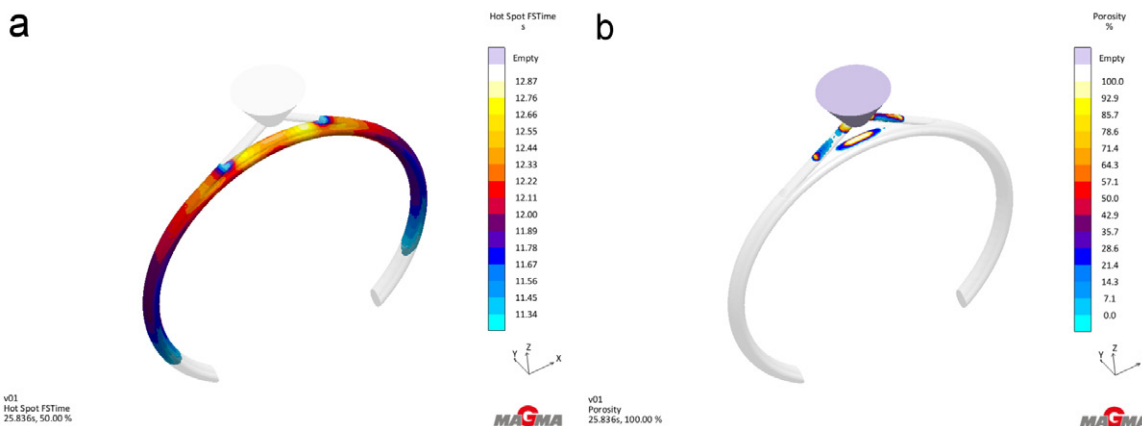 a
Hot Spot FSTime
s
Empty
12.87
12.76
12.66
12.55
12.44
12.33
12.22
12.11
12.00
11.89
11.67
11.56
11.45
11.34
Y Z X
v01
Hot Spot FSTime
25.836s, 50.00 %
MAGMA
b
Porosity
%
Empty
100.0
92.9
85.7
78.6
71.4
64.3
57.1
50.0
42.9
35.7
28.6
21.4
14.3
7.1
0.0
Y Z X
v01
Porosity
25.836s, 100.00 %
MAGMA